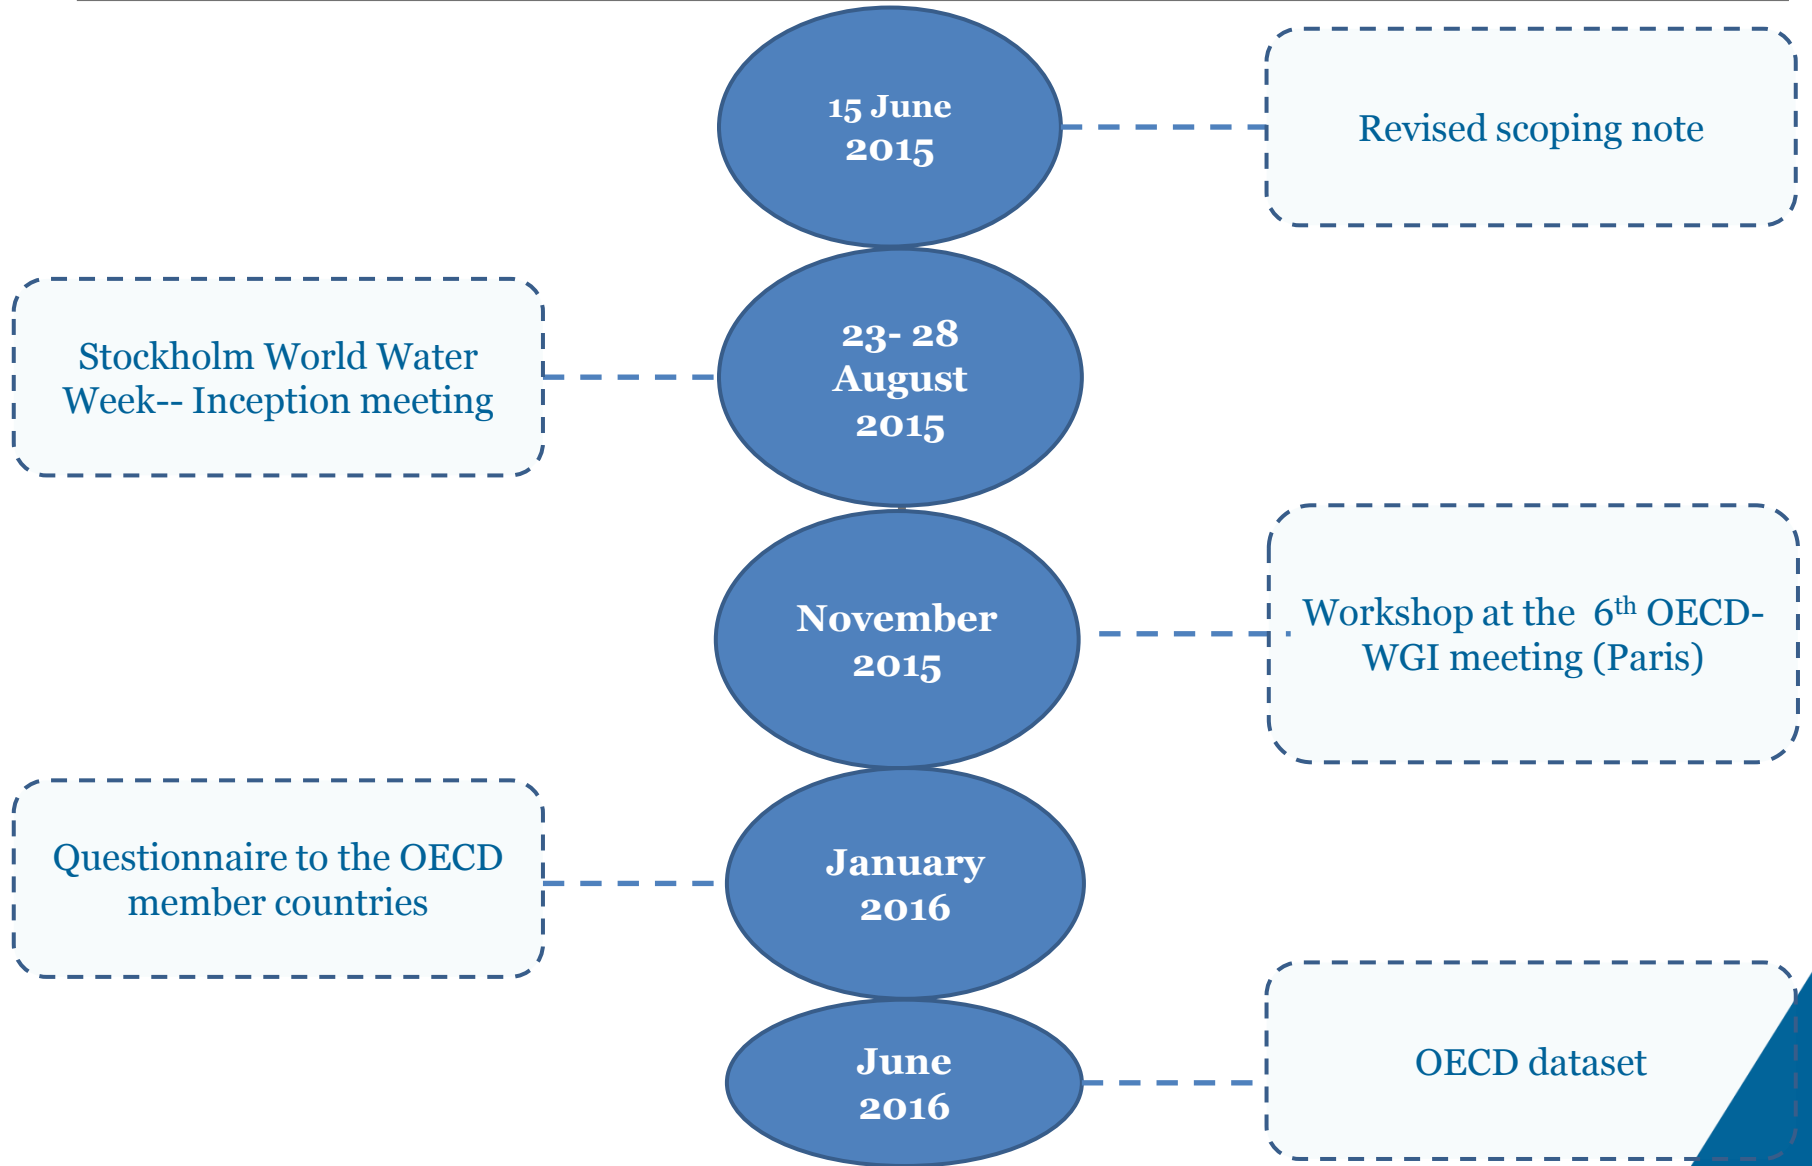 15 June
2015
Revised scoping note
23- 28
August
2015
Stockholm World Water
Week-- Inception meeting
November
2015
Workshop at the  6th OECD-
WGI meeting (Paris)
January
2016
Questionnaire to the OECD
member countries
June
2016
OECD dataset